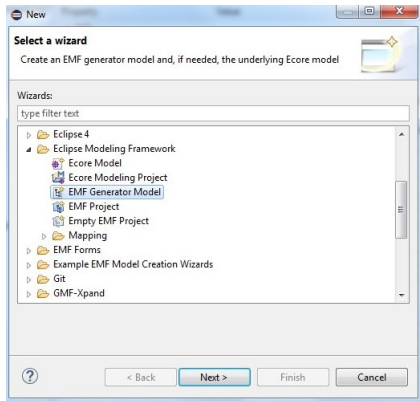 New
Select a wizard
Create an EMF generator model and, if needed, the underlying Ecore model
Wizards:
type filter text
Eclipse 4
Eclipse Modeling Framework
Ecore Model
Ecore Modeling Project
EMF Generator Model
EMF Project
Empty EMF Project
Mapping
EMF Forms
Example EMF Model Creation Wizards
Git
GMF-Xpand
? < Back Next > Finish Cancel